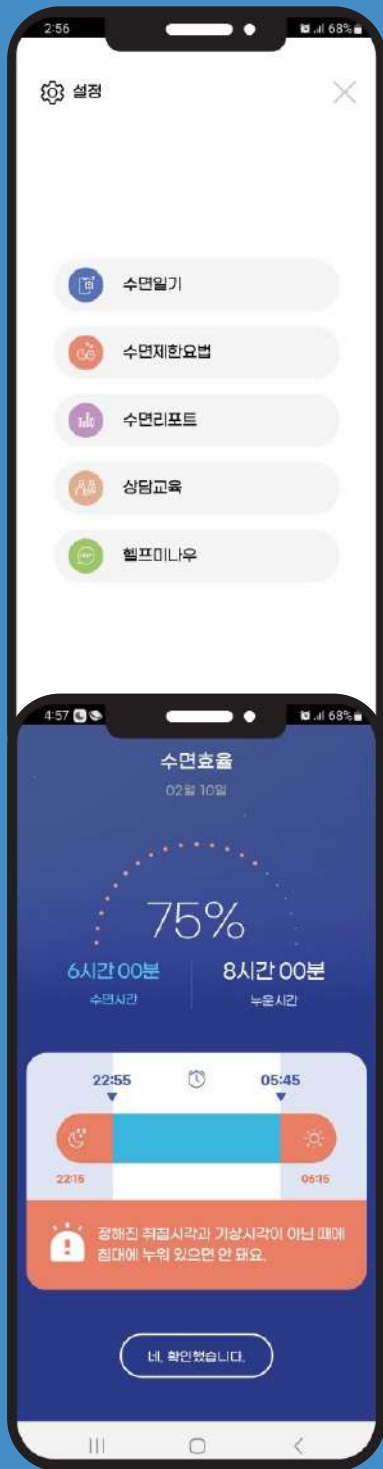 2:56
68%
설정
수면일기
수면제한요법
수면리포트
상담교육
헬프미나우
4:57
68%
수면효율
02월 10일
75%
6시간 00분
8시간 00분
수면시간
누운시간
22:55
05:45
22:15
06:15
정해진 취침시각과 기상시각이 아닌 때에
침대에 누워 있으면 안 돼요.
네, 확인했습니다.